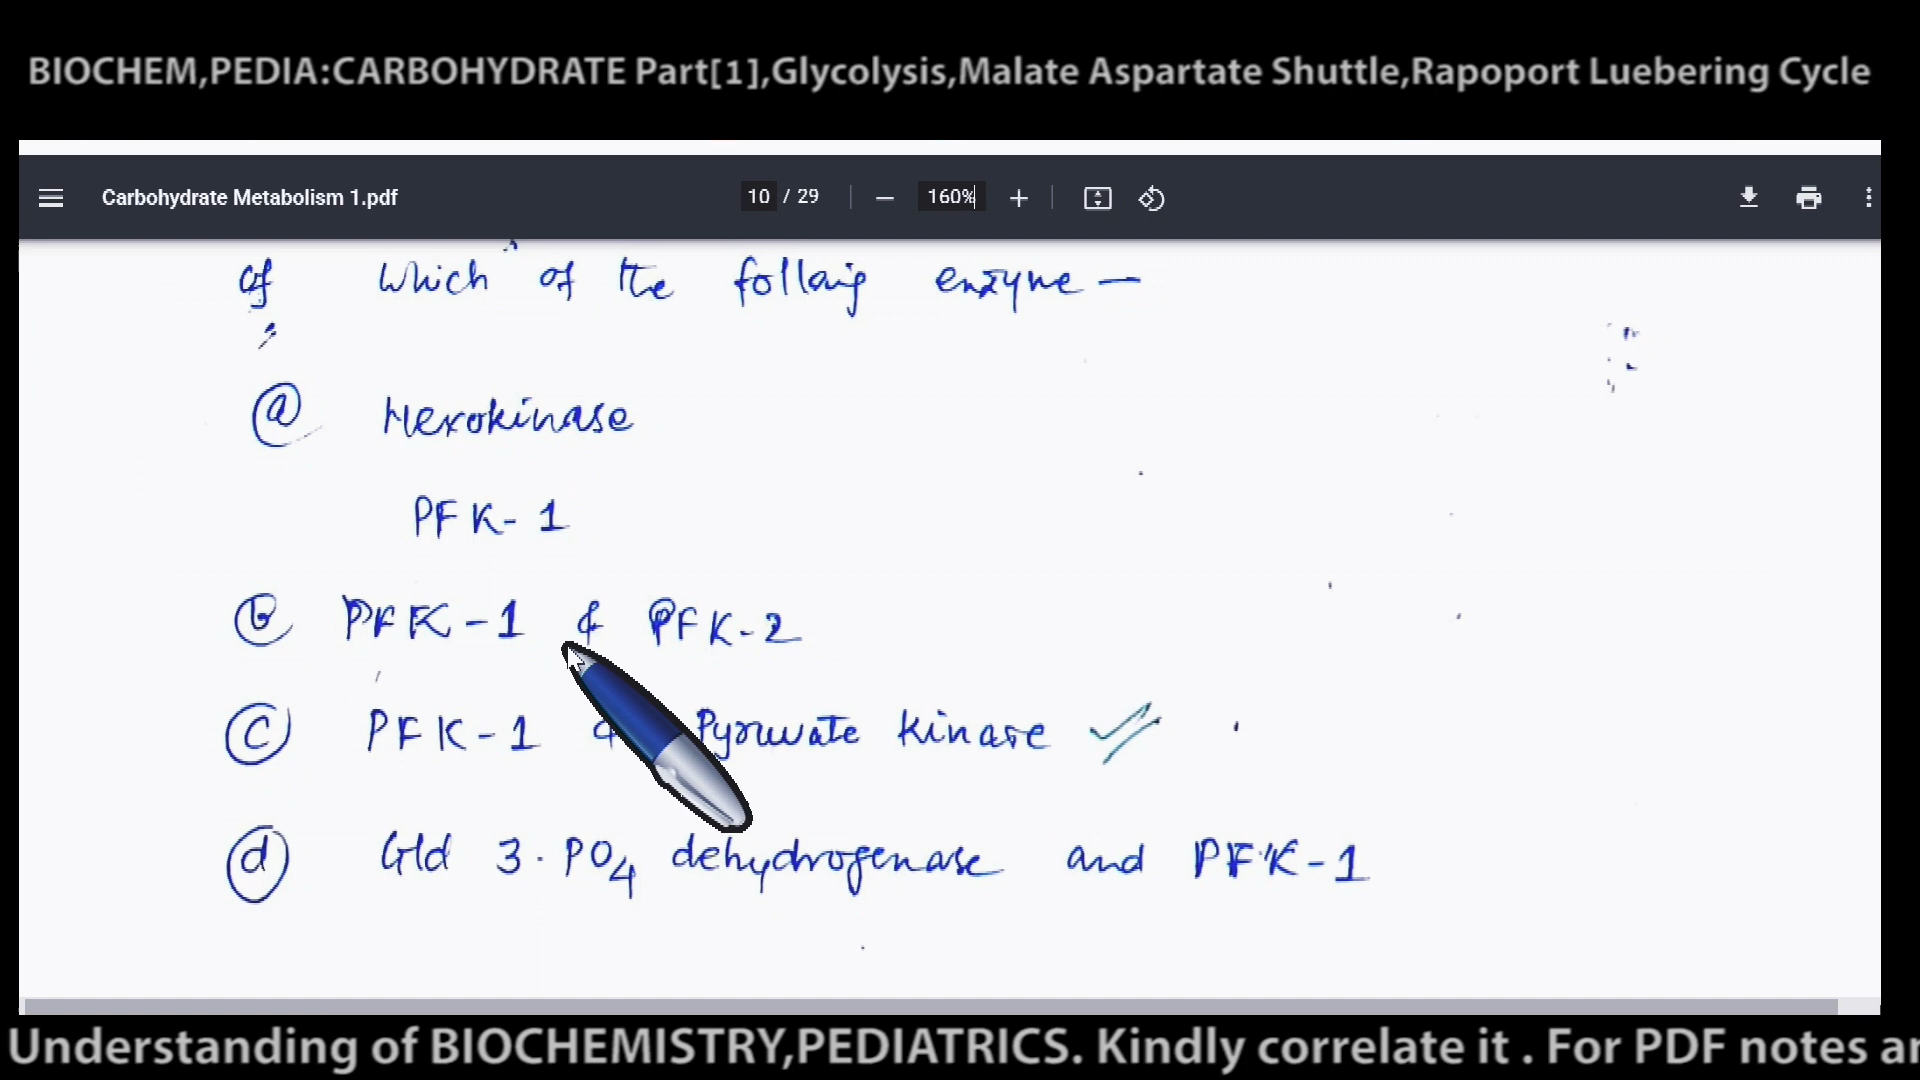 BIOCHEM,PEDIA:CARBOHYDRATE Part[1],Glycolysis,Malate Aspartate Shuttle,Rapoport Luebering Cycle
Carbohydrate Metabolism 1.pdf 10 / 29 160%
of which of the follaig enzyme —
(a) Hexokinase
PFK-1
(b) PFK-1 & PFK-2
(c) PFK-1 & Pyruvate kinase ✓
(d) Gld 3·PO4 dehydrogenase and PFK-1
Understanding of BIOCHEMISTRY,PEDIATRICS. Kindly correlate it . For PDF notes an